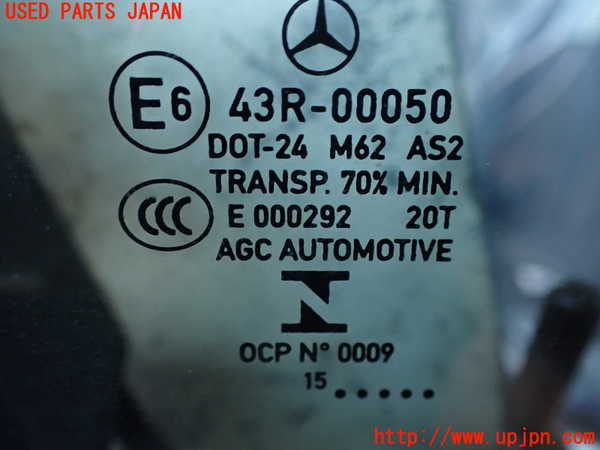 USED PARTS JAPAN
E6 43R-00050
DOT-24 M62 AS2
TRANSP. 70% MIN.
CCC E 000292 20T
AGC AUTOMOTIVE
N
OCP N° 0009
15 .....
http://www.upjpn.com/